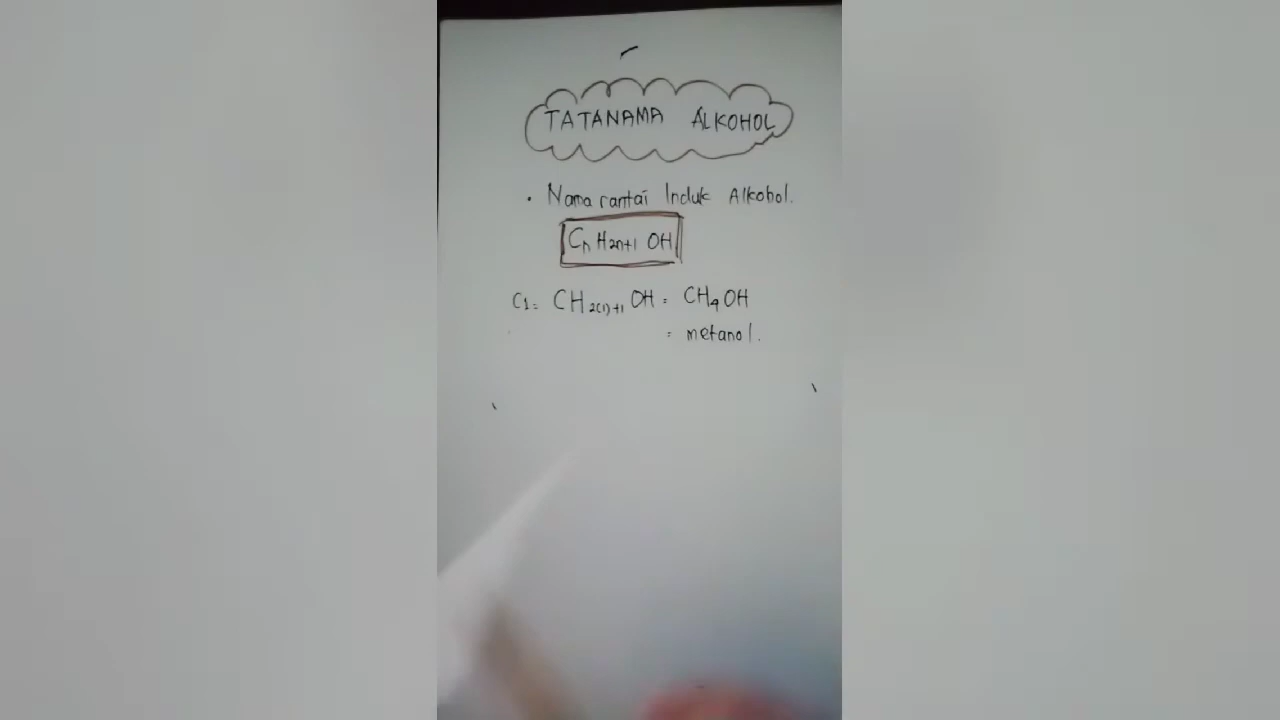 TATANAMA ALKOHOL
• Nama rantai Induk Alkohol.
CnH2n+1 OH
C1= CH2(1)+1 OH = CH4OH
= metanol.